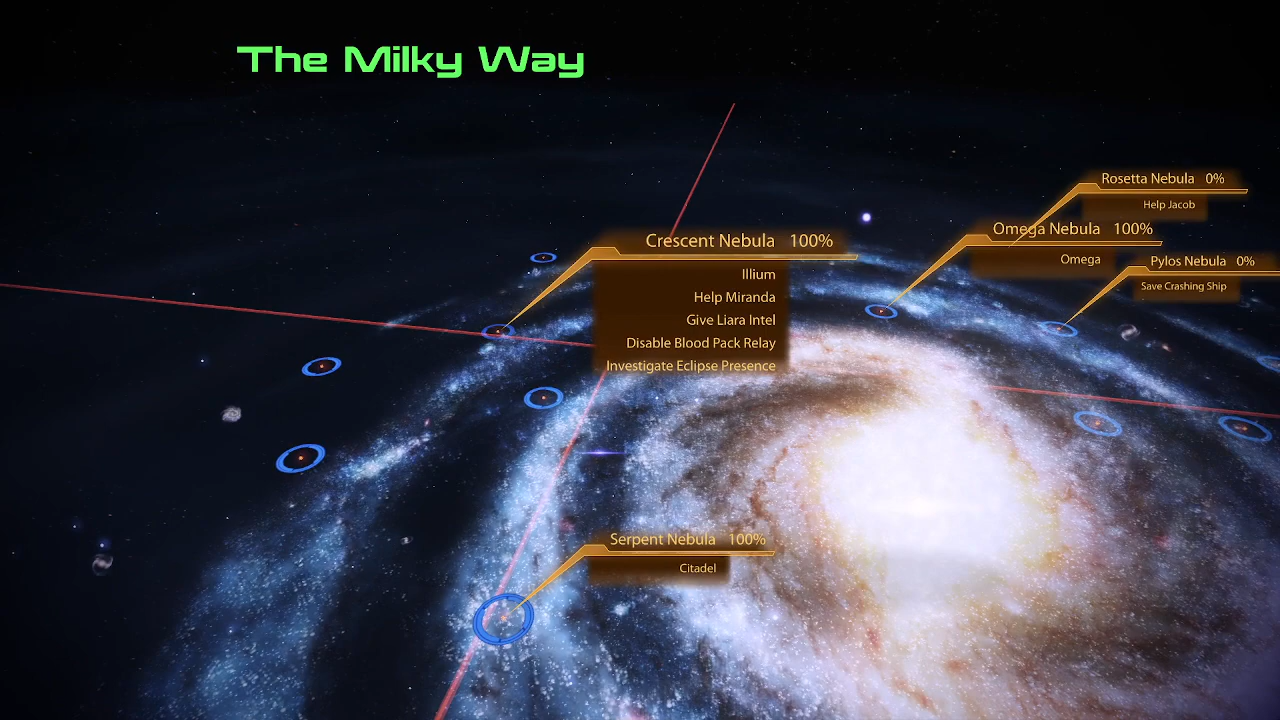 The Milky Way
Rosetta Nebula 0%
Help Jacob
Omega Nebula 100%
Omega
Pylos Nebula 0%
Save Crashing Ship
Crescent Nebula 100%
Illium
Help Miranda
Give Liara Intel
Disable Blood Pack Relay
Investigate Eclipse Presence
Serpent Nebula 100%
Citadel